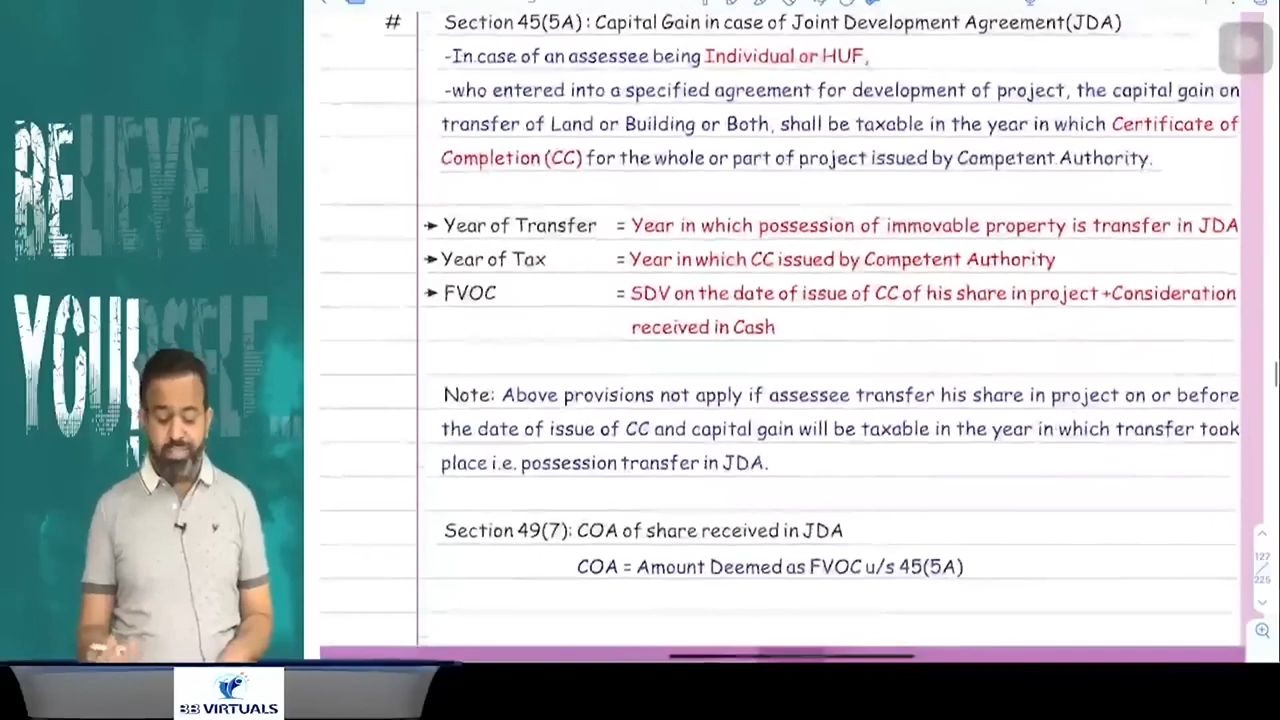 BELIEVE IN
YOURSELF
# Section 45(5A) : Capital Gain in case of Joint Development Agreement(JDA)
-In case of an assessee being Individual or HUF,
-who entered into a specified agreement for development of project, the capital gain on
transfer of Land or Building or Both, shall be taxable in the year in which Certificate of
Completion (CC) for the whole or part of project issued by Competent Authority.
➔ Year of Transfer = Year in which possession of immovable property is transfer in JDA
➔ Year of Tax = Year in which CC issued by Competent Authority
➔ FVOC = SDV on the date of issue of CC of his share in project +Consideration
received in Cash
Note: Above provisions not apply if assessee transfer his share in project on or before
the date of issue of CC and capital gain will be taxable in the year in which transfer took
place i.e. possession transfer in JDA.
Section 49(7): COA of share received in JDA
COA = Amount Deemed as FVOC u/s 45(5A)
127
/
225
BB VIRTUALS